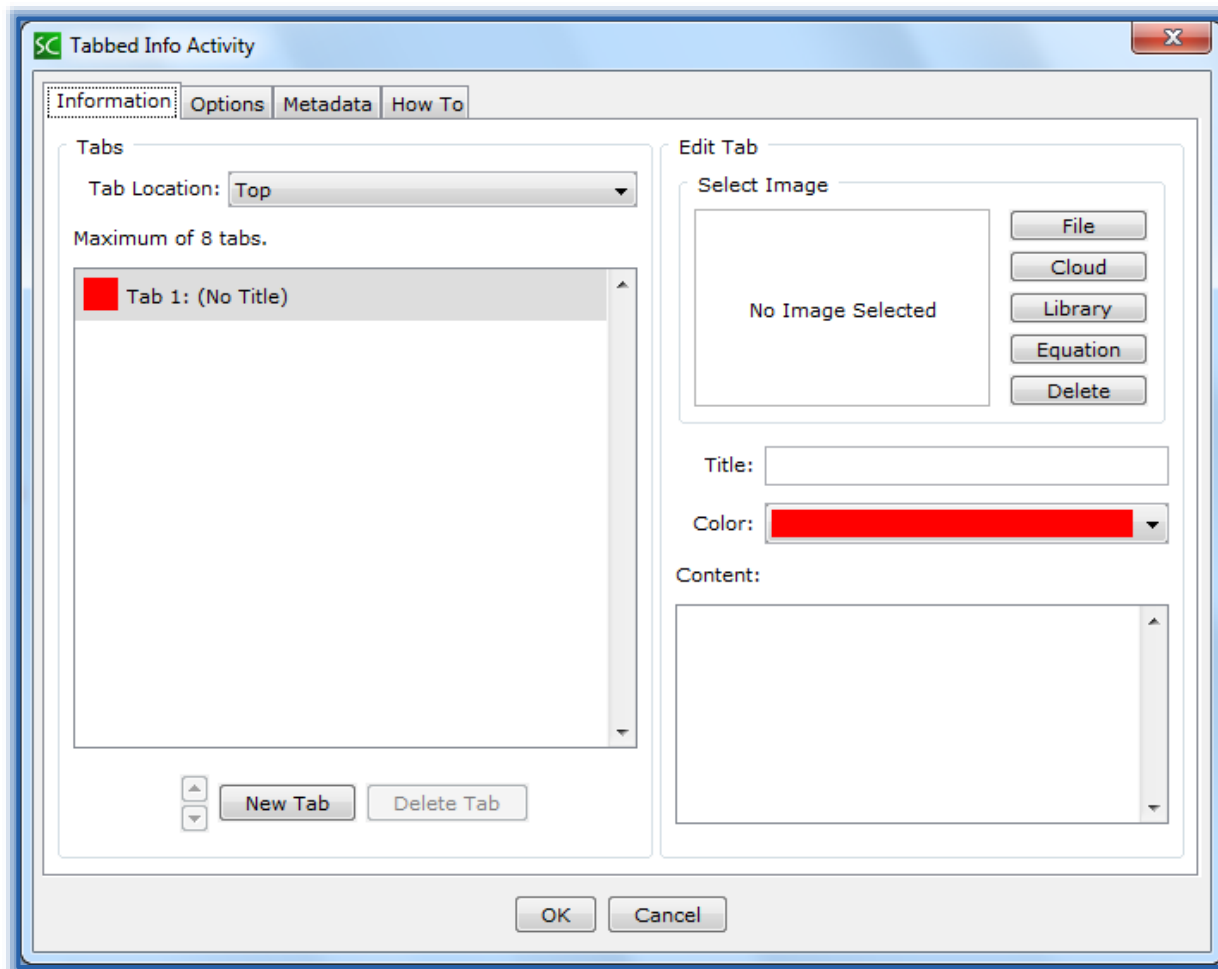 SC Tabbed Info Activity
Information Options Metadata How To
Tabs
Tab Location: Top
Maximum of 8 tabs.
Tab 1: (No Title)
New Tab Delete Tab
Edit Tab
Select Image
No Image Selected
File
Cloud
Library
Equation
Delete
Title:
Color:
Content:
OK Cancel